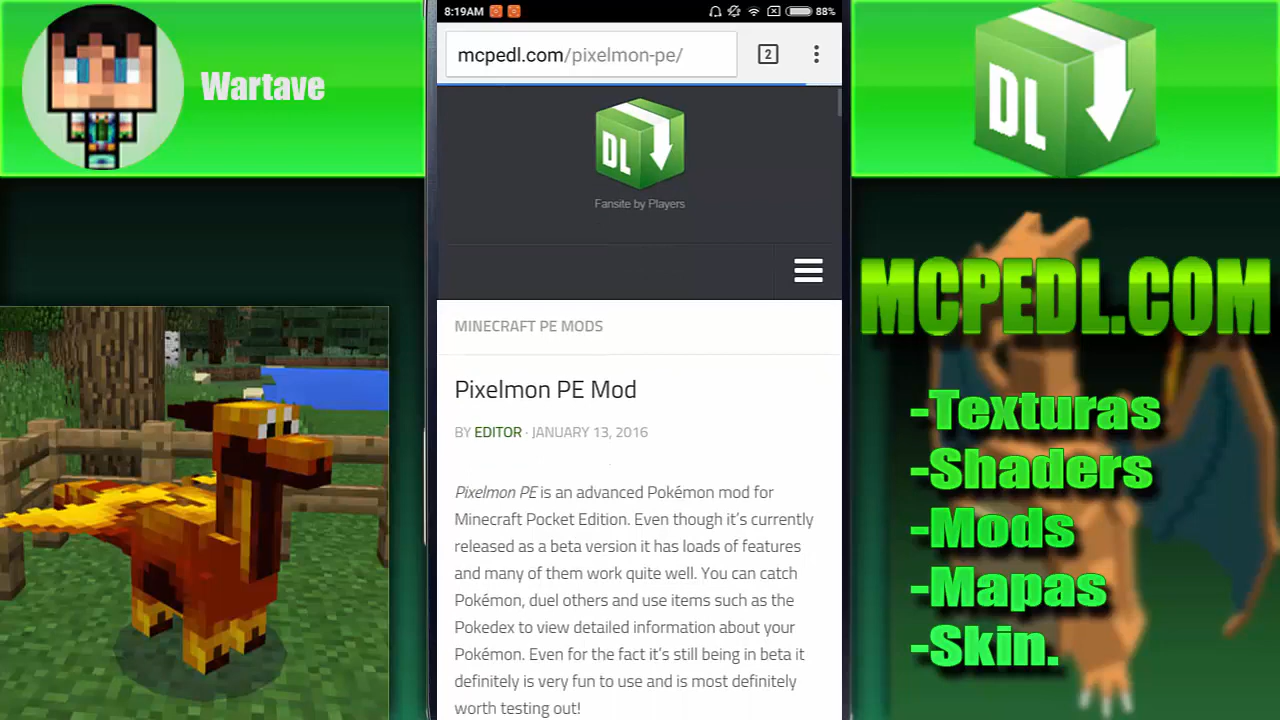 Wartave
8:19AM
88%
mcpedl.com/pixelmon-pe/
2
DL
Fansite by Players
MINECRAFT PE MODS
Pixelmon PE Mod
BY EDITOR · JANUARY 13, 2016
Pixelmon PE is an advanced Pokémon mod for
Minecraft Pocket Edition. Even though it's currently
released as a beta version it has loads of features
and many of them work quite well. You can catch
Pokémon, duel others and use items such as the
Pokedex to view detailed information about your
Pokémon. Even for the fact it's still being in beta it
definitely is very fun to use and is most definitely
worth testing out!
DL
MCPEDL.COM
-Texturas
-Shaders
-Mods
-Mapas
-Skin.